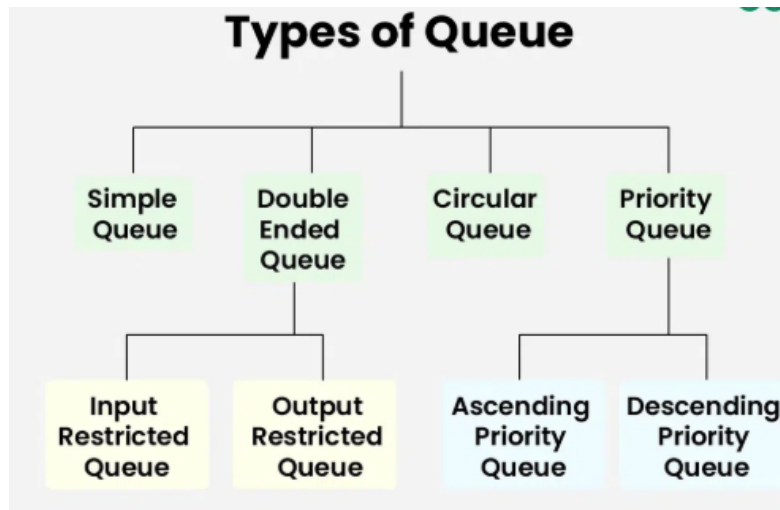 Types of Queue
Simple
Queue
Double
Ended
Queue
Circular
Queue
Priority
Queue
Input
Restricted
Queue
Output
Restricted
Queue
Ascending
Priority
Queue
Descending
Priority
Queue